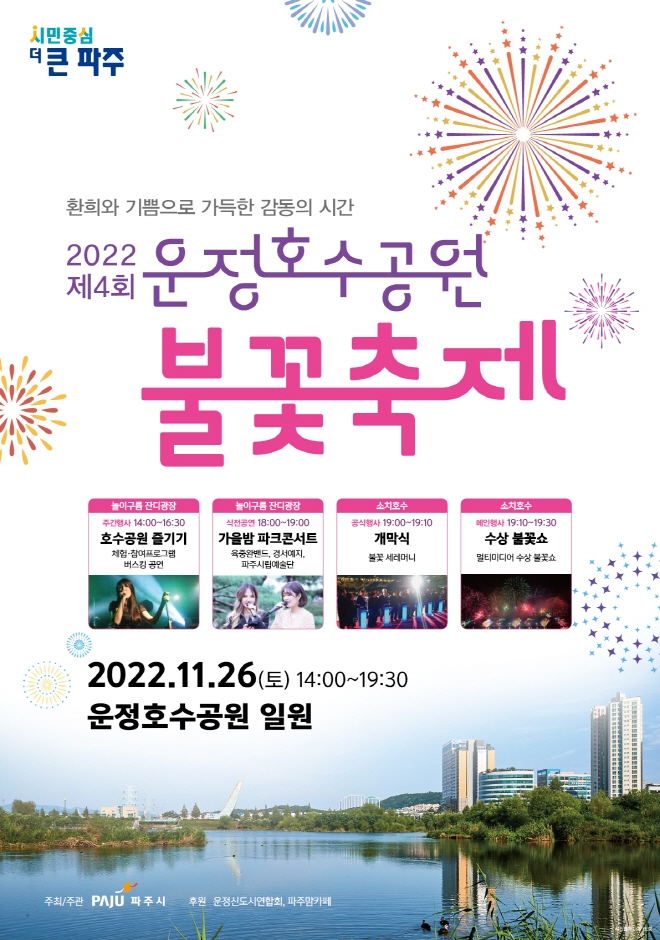 시민중심
더 큰 파주
환희와 기쁨으로 가득한 감동의 시간
2022
제4회
운정호수공원
불꽃축제
놀이구름 잔디광장
주간행사 14:00~16:30
호수공원 즐기기
체험·참여프로그램
버스킹 공연
놀이구름 잔디광장
식전공연 18:00~19:00
가을밤 파크콘서트
육중완밴드, 경서예지,
파주시립예술단
소치호수
공식행사 19:00~19:10
개막식
불꽃 세레머니
소치호수
메인행사 19:10~19:30
수상 불꽃쇼
멀티미디어 수상 불꽃쇼
2022.11.26(토) 14:00~19:30
운정호수공원 일원
주최/주관 PAJU 파주시 후원 운정신도시연합회, 파주맘카페